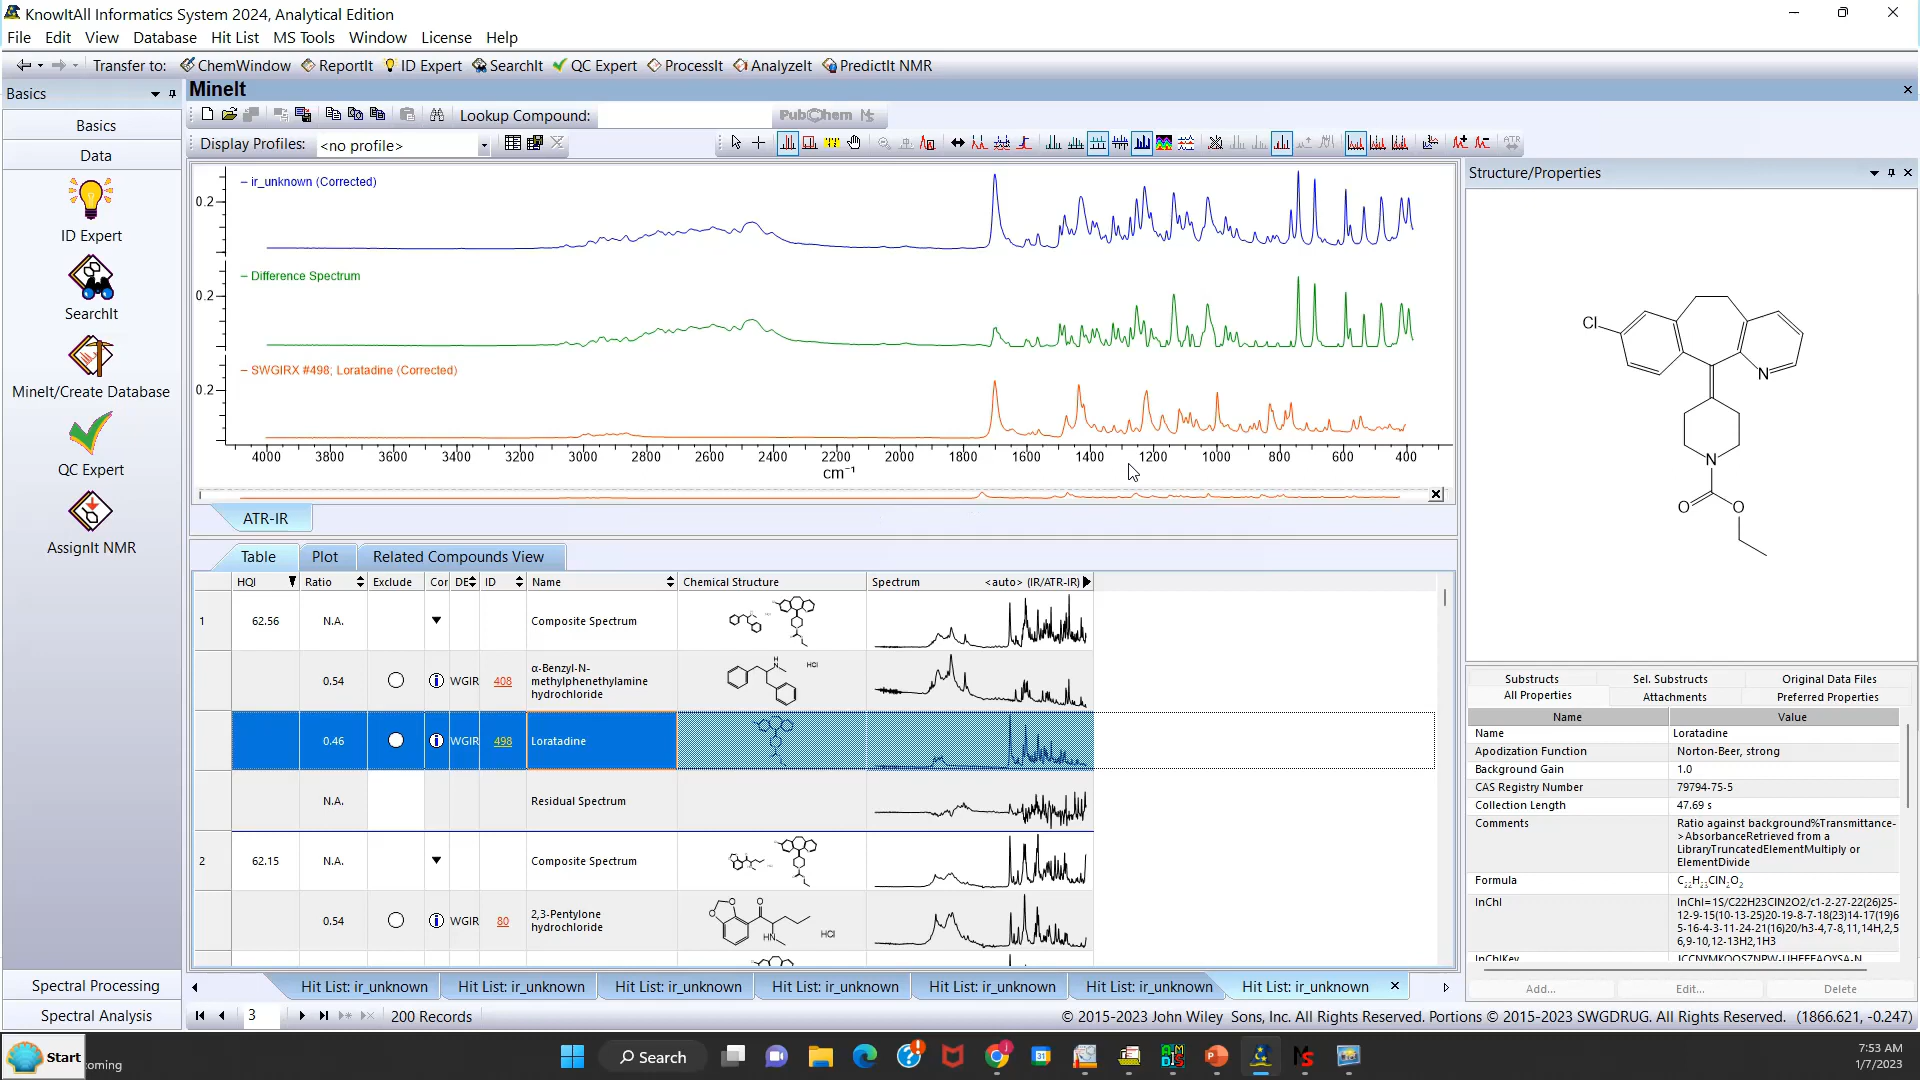 KnowItAll Informatics System 2024, Analytical Edition
File Edit View Database Hit List MS Tools Window License Help
Transfer to: ChemWindow ReportIt ID Expert SearchIt QC Expert ProcessIt AnalyzeIt PredictIt NMR
Basics
MineIt
Lookup Compound: PubChem
Display Profiles: <no profile>
Basics
Data
ID Expert
SearchIt
MineIt/Create Database
QC Expert
AssignIt NMR
Spectral Processing
Spectral Analysis
ir_unknown (Corrected)
0.2
Difference Spectrum
0.2
SWGIRX #498; Loratadine (Corrected)
0.2
4000 3800 3600 3400 3200 3000 2800 2600 2400 2200 2000 1800 1600 1400 1200 1000 800 600 400
cm⁻¹
ATR-IR
Table Plot Related Compounds View
HQI Ratio Exclude Cor DE ID Name Chemical Structure Spectrum <auto> (IR/ATR-IR)
1 62.56 N.A. Composite Spectrum
0.54 WGIR 408 α-Benzyl-N-
methylphenethylamine
hydrochloride
H
N
HCl
0.46 WGIR 498 Loratadine
N.A. Residual Spectrum
2 62.15 N.A. Composite Spectrum
0.54 WGIR 80 2,3-Pentylone
hydrochloride
O
O
O
HN
HCl
Hit List: ir_unknown Hit List: ir_unknown Hit List: ir_unknown Hit List: ir_unknown Hit List: ir_unknown Hit List: ir_unknown Hit List: ir_unknown
3 200 Records
© 2015-2023 John Wiley Sons, Inc. All Rights Reserved. Portions © 2015-2023 SWGDRUG. All Rights Reserved. (1866.621, -0.247)
Structure/Properties
Cl
N
N
O
O
Substructs Sel. Substructs Original Data Files
All Properties Attachments Preferred Properties
Name Value
Name Loratadine
Apodization Function Norton-Beer, strong
Background Gain 1.0
CAS Registry Number 79794-75-5
Collection Length 47.69 s
Comments Ratio against background%Transmittance-
>AbsorbanceRetrieved from a
LibraryTruncatedElementMultiply or
ElementDivide
Formula C₂₂H₂₃ClN₂O₂
InChI InChI=1S/C22H23ClN2O2/c1-2-27-22(26)25-
12-9-15(10-13-25)20-19-8-7-18(23)14-17(19)6
5-16-4-3-11-24-21(16)20/h3-4,7-8,11,14H,2,5
6,9-10,12-13H2,1H3
Add... Edit... Delete
Start
coming
Search
31
7:53 AM
1/7/2023